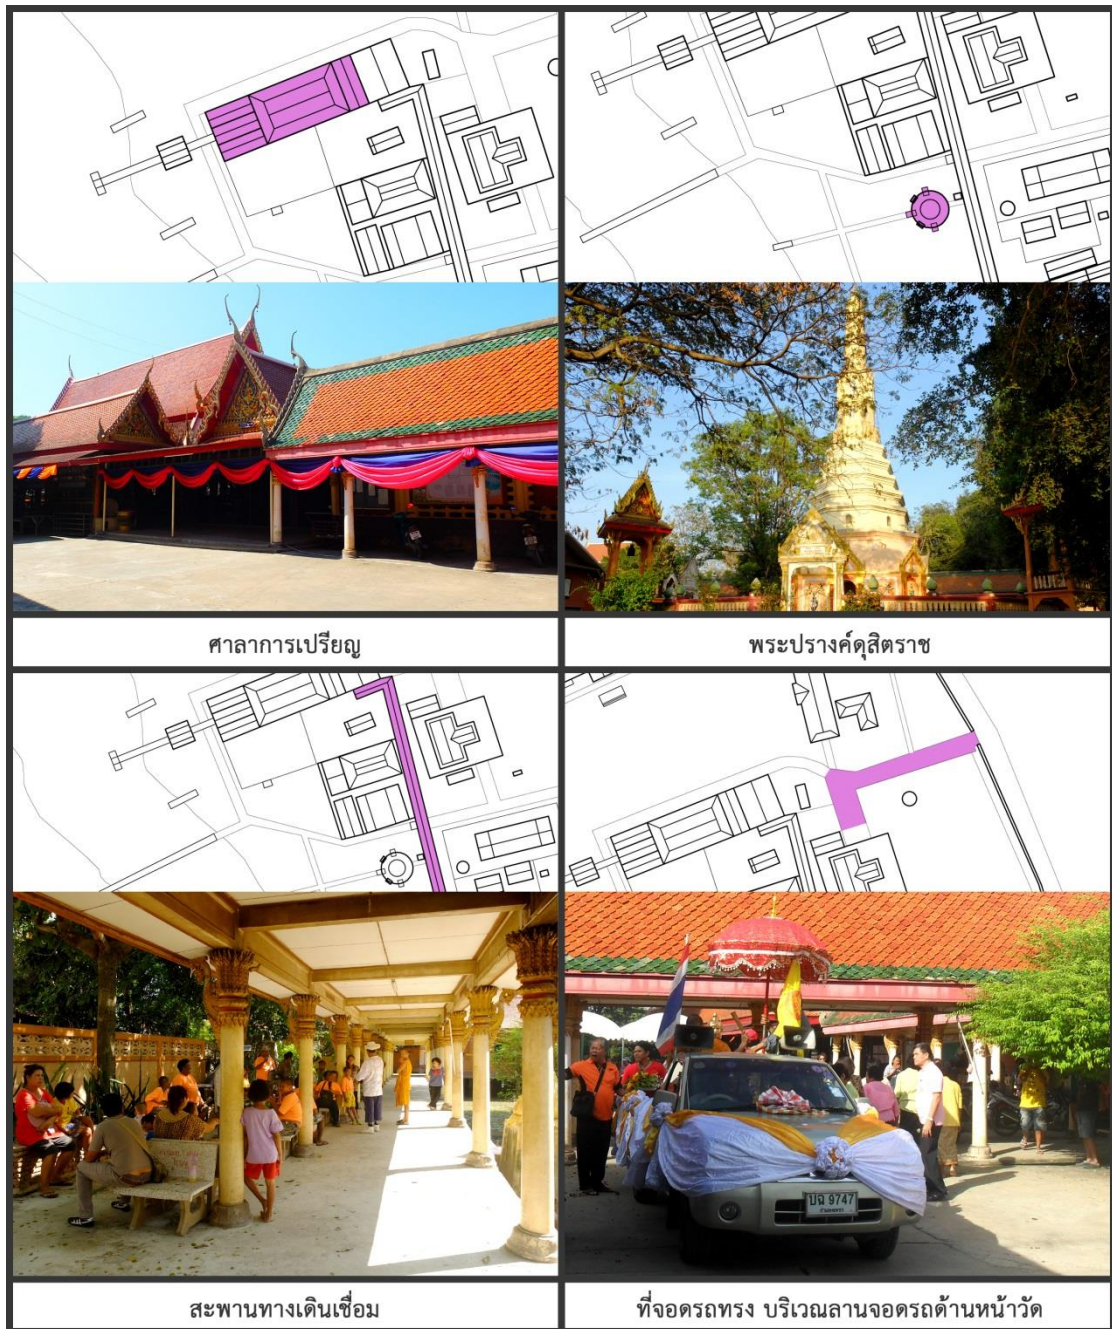 ศาลาการเปรียญ
พระปรางค์ดุสิตราช
บฉ 9747
สะพานทางเดินเชื่อม
ที่จอดรถทรง บริเวณลานจอดรถด้านหน้าวัด